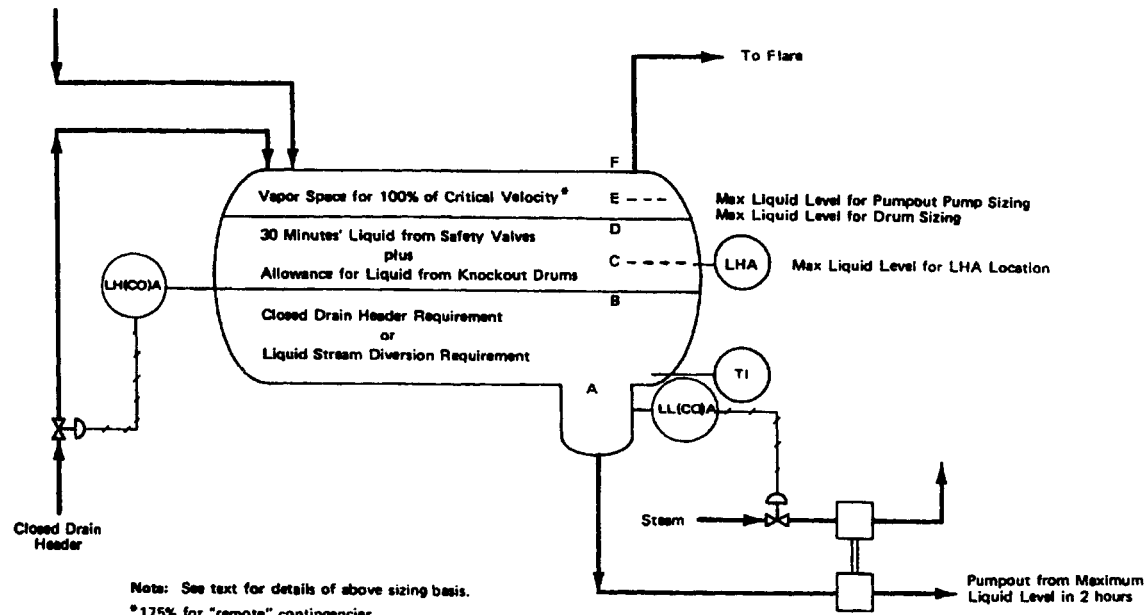 To Flare
F
Vapor Space for 100% of Critical Velocity*
E
Max Liquid Level for Pumpout Pump Sizing
Max Liquid Level for Drum Sizing
30 Minutes' Liquid from Safety Valves
D
plus
Allowance for Liquid from Knockout Drums
C
LHA
Max Liquid Level for LHA Location
LH(CO)A
B
Closed Drain Header Requirement
or
Liquid Stream Diversion Requirement
TI
A
LL(CO)A
Steam
Closed Drain
Header
Pumpout from Maximum
Liquid Level in 2 hours
Note: See text for details of above sizing basis.
*175% for "remote" contingencies